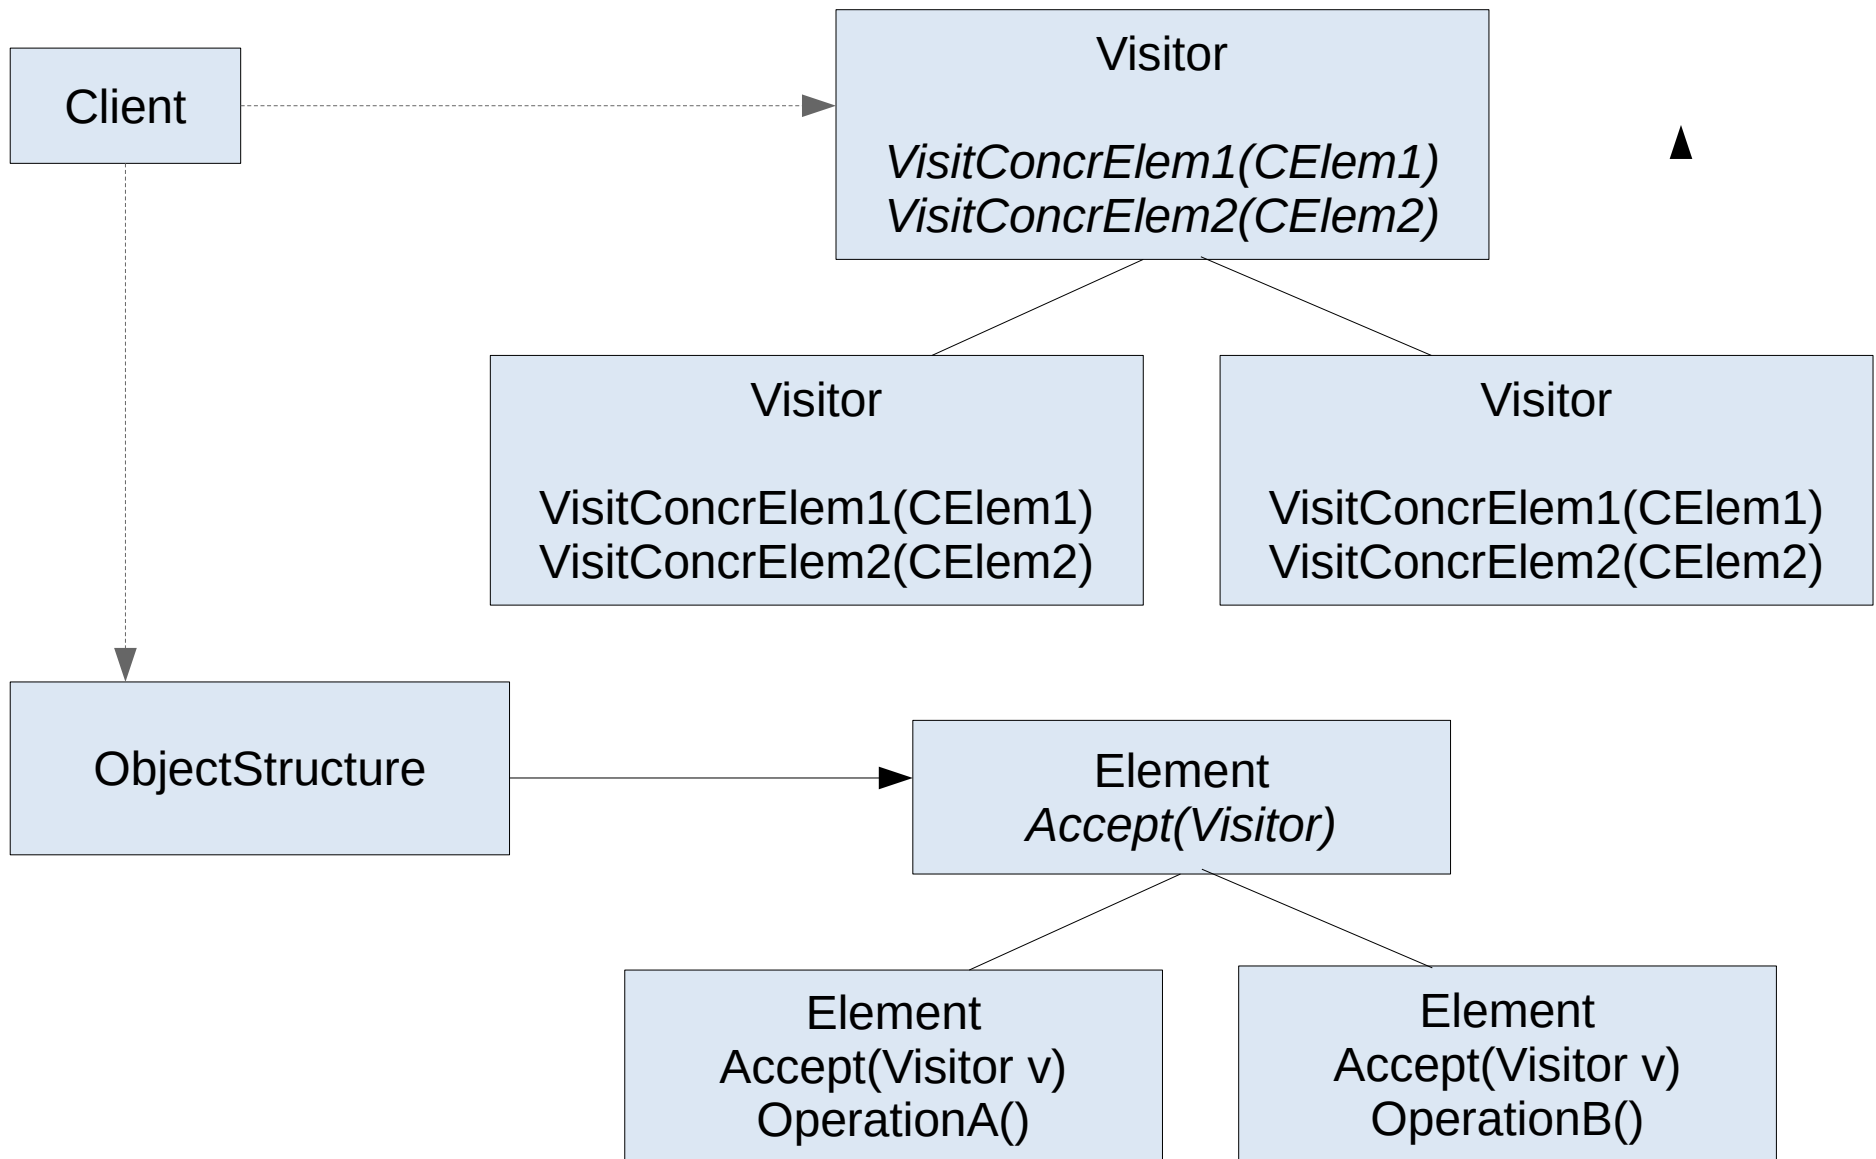 Client
Visitor
VisitConcrElem1(CElem1)
VisitConcrElem2(CElem2)
Visitor
VisitConcrElem1(CElem1)
VisitConcrElem2(CElem2)
Visitor
VisitConcrElem1(CElem1)
VisitConcrElem2(CElem2)
ObjectStructure
Element
Accept(Visitor)
Element
Accept(Visitor v)
OperationA()
Element
Accept(Visitor v)
OperationB()